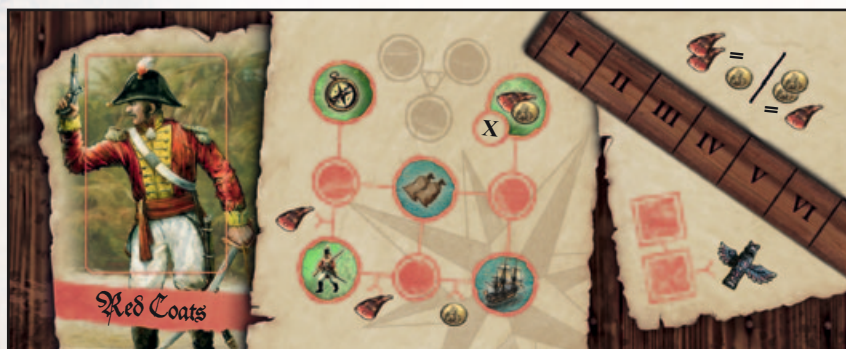 Red Coats
X
I
II
III
IV
V
VI
=
=